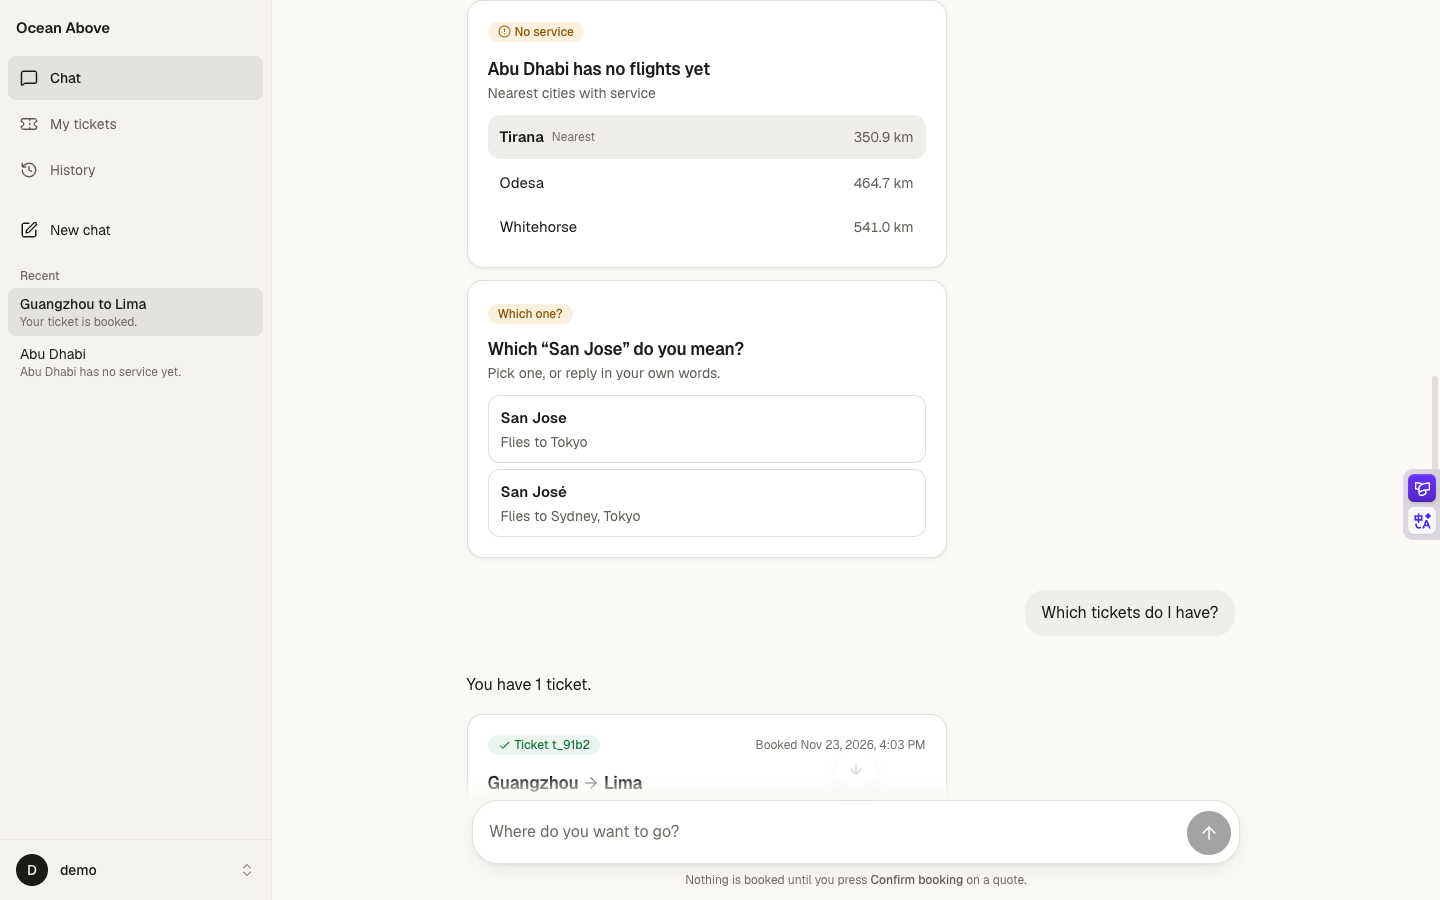 Ocean Above
Chat
My tickets
History
New chat
Recent
Guangzhou to Lima
Your ticket is booked.
Abu Dhabi
Abu Dhabi has no service yet.
D
demo
No service
Abu Dhabi has no flights yet
Nearest cities with service
Tirana Nearest 350.9 km
Odesa 464.7 km
Whitehorse 541.0 km
Which one?
Which “San Jose” do you mean?
Pick one, or reply in your own words.
San Jose
Flies to Tokyo
San José
Flies to Sydney, Tokyo
Which tickets do I have?
You have 1 ticket.
Ticket t_91b2 Booked Nov 23, 2026, 4:03 PM
Guangzhou → Lima
Where do you want to go?
Nothing is booked until you press Confirm booking on a quote.
中A